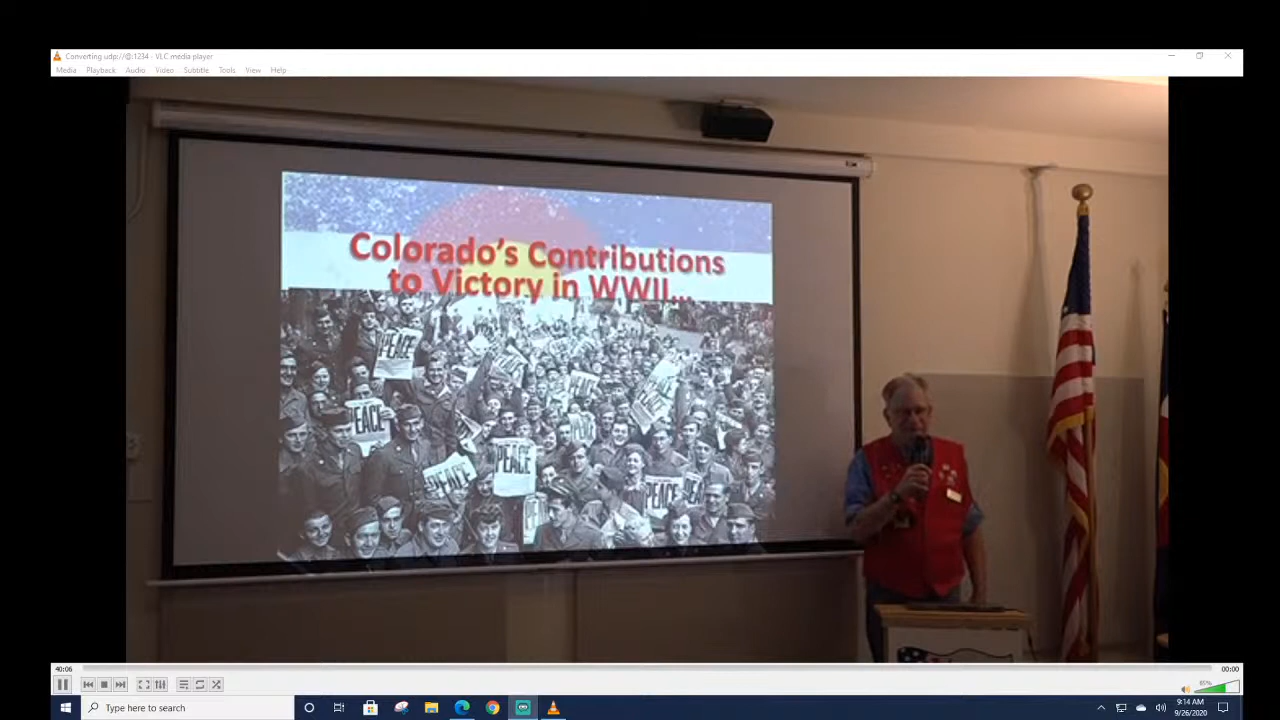 Converting udp://@:1234 - VLC media player
Media Playback Audio Video Subtitle Tools View Help
Colorado's Contributions
to Victory in WWII...
PEACE
PEACE
PEACE
PEACE
PEACE
40:06
00:00
65%
Type here to search
9:14 AM
9/26/2020